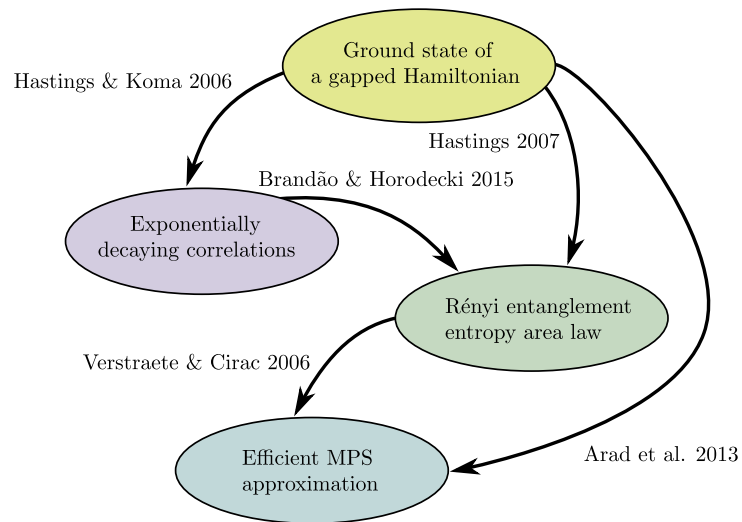 Ground state of
a gapped Hamiltonian
Hastings & Koma 2006
Hastings 2007
Brandão & Horodecki 2015
Exponentially
decaying correlations
Rényi entanglement
entropy area law
Verstraete & Cirac 2006
Efficient MPS
approximation
Arad et al. 2013